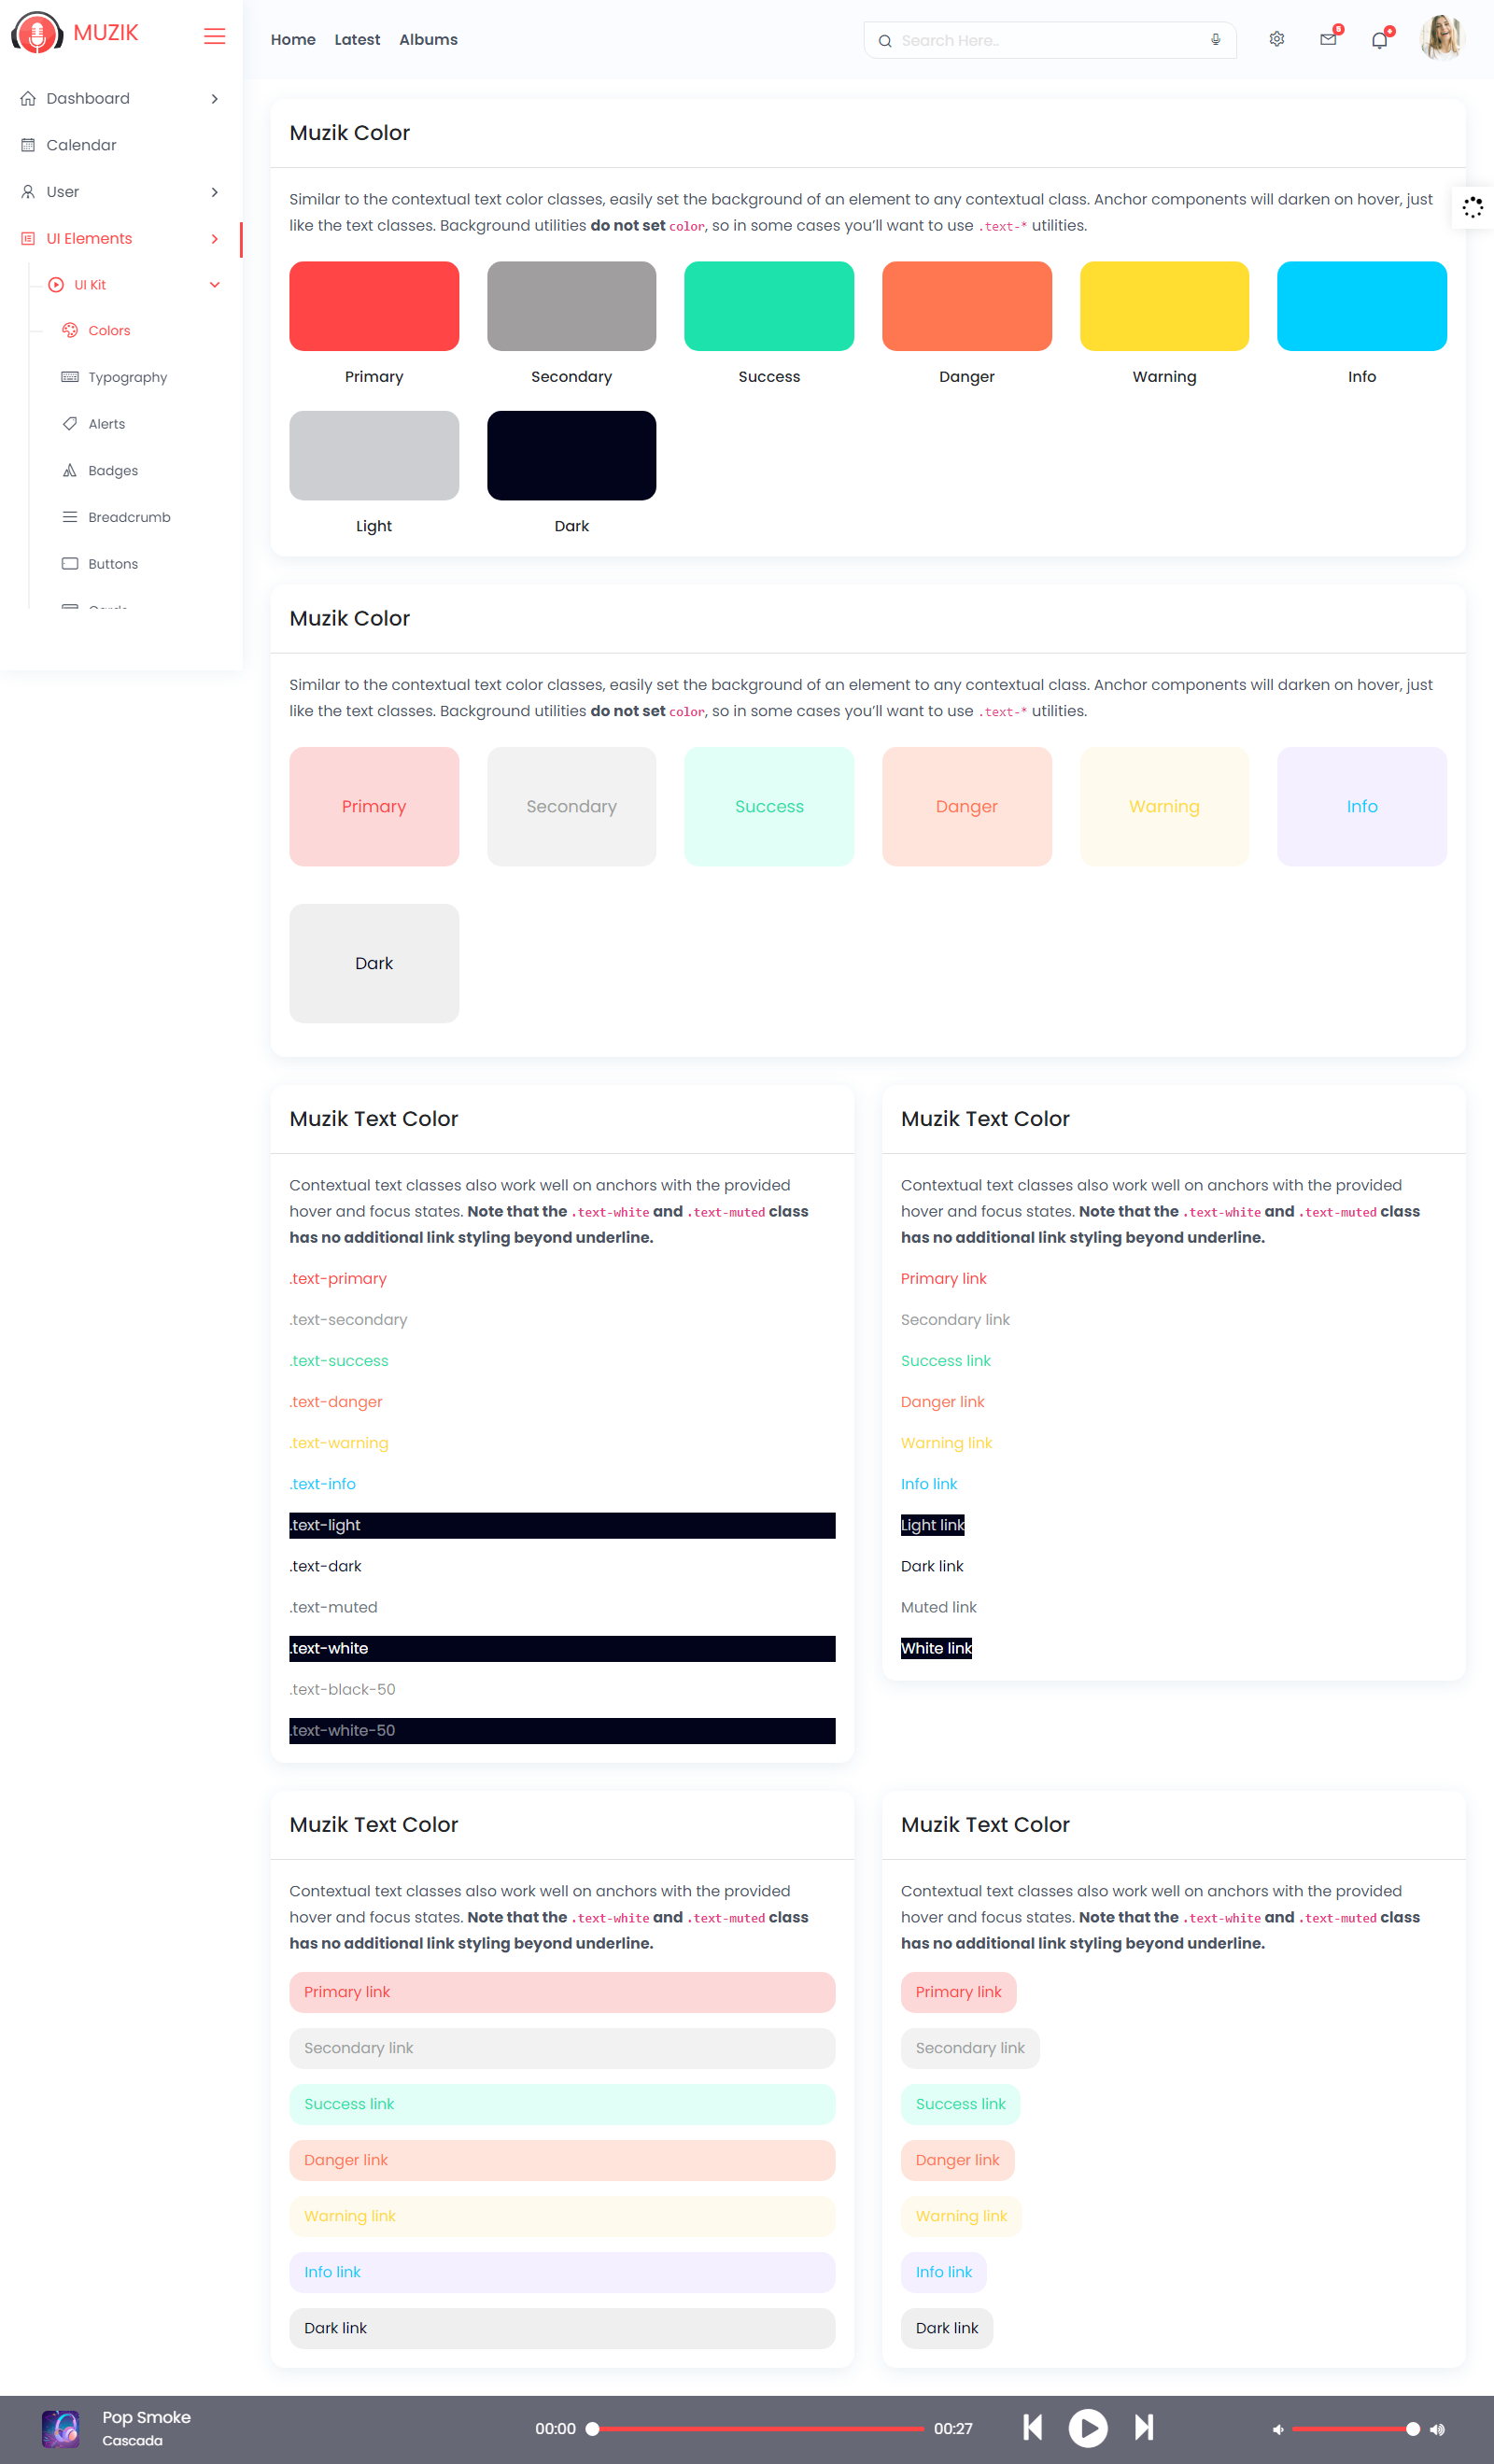 MUZIK
Home
Latest
Albums
Search Here..
5
Dashboard
Calendar
User
UI Elements
UI Kit
Colors
Typography
Alerts
Badges
Breadcrumb
Buttons
Muzik Color
Similar to the contextual text color classes, easily set the background of an element to any contextual class. Anchor components will darken on hover, just
like the text classes. Background utilities do not set color, so in some cases you’ll want to use .text-* utilities.
Primary
Secondary
Success
Danger
Warning
Info
Light
Dark
Muzik Color
Similar to the contextual text color classes, easily set the background of an element to any contextual class. Anchor components will darken on hover, just
like the text classes. Background utilities do not set color, so in some cases you’ll want to use .text-* utilities.
Primary
Secondary
Success
Danger
Warning
Info
Dark
Muzik Text Color
Contextual text classes also work well on anchors with the provided
hover and focus states. Note that the .text-white and .text-muted class
has no additional link styling beyond underline.
.text-primary
.text-secondary
.text-success
.text-danger
.text-warning
.text-info
.text-light
.text-dark
.text-muted
.text-white
.text-black-50
.text-white-50
Muzik Text Color
Contextual text classes also work well on anchors with the provided
hover and focus states. Note that the .text-white and .text-muted class
has no additional link styling beyond underline.
Primary link
Secondary link
Success link
Danger link
Warning link
Info link
Light link
Dark link
Muted link
White link
Muzik Text Color
Contextual text classes also work well on anchors with the provided
hover and focus states. Note that the .text-white and .text-muted class
has no additional link styling beyond underline.
Primary link
Secondary link
Success link
Danger link
Warning link
Info link
Dark link
Muzik Text Color
Contextual text classes also work well on anchors with the provided
hover and focus states. Note that the .text-white and .text-muted class
has no additional link styling beyond underline.
Primary link
Secondary link
Success link
Danger link
Warning link
Info link
Dark link
Pop Smoke
Cascada
00:00
00:27